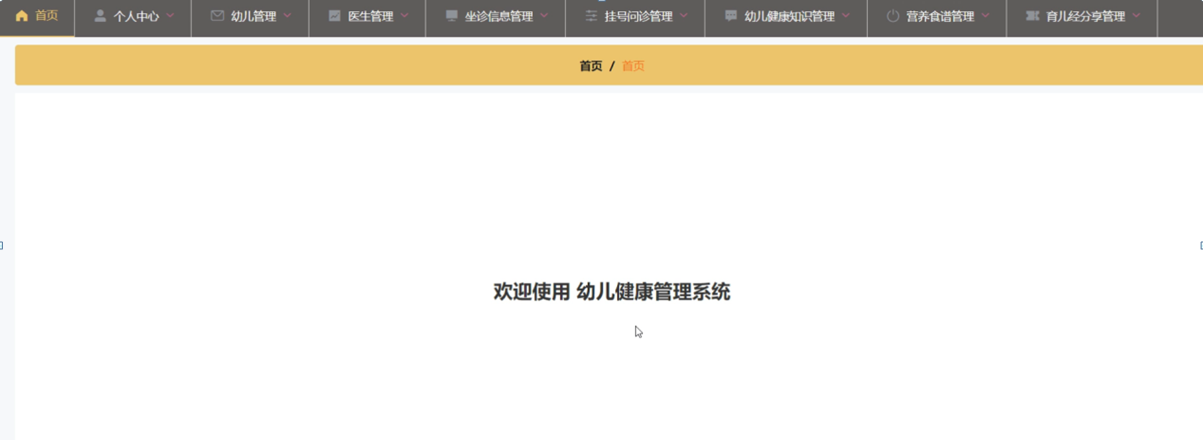 首页 个人中心 幼儿管理 医生管理 坐诊信息管理 挂号问诊管理 幼儿健康知识管理 营养食谱管理 育儿经分享管理
首页 / 首页
欢迎使用 幼儿健康管理系统